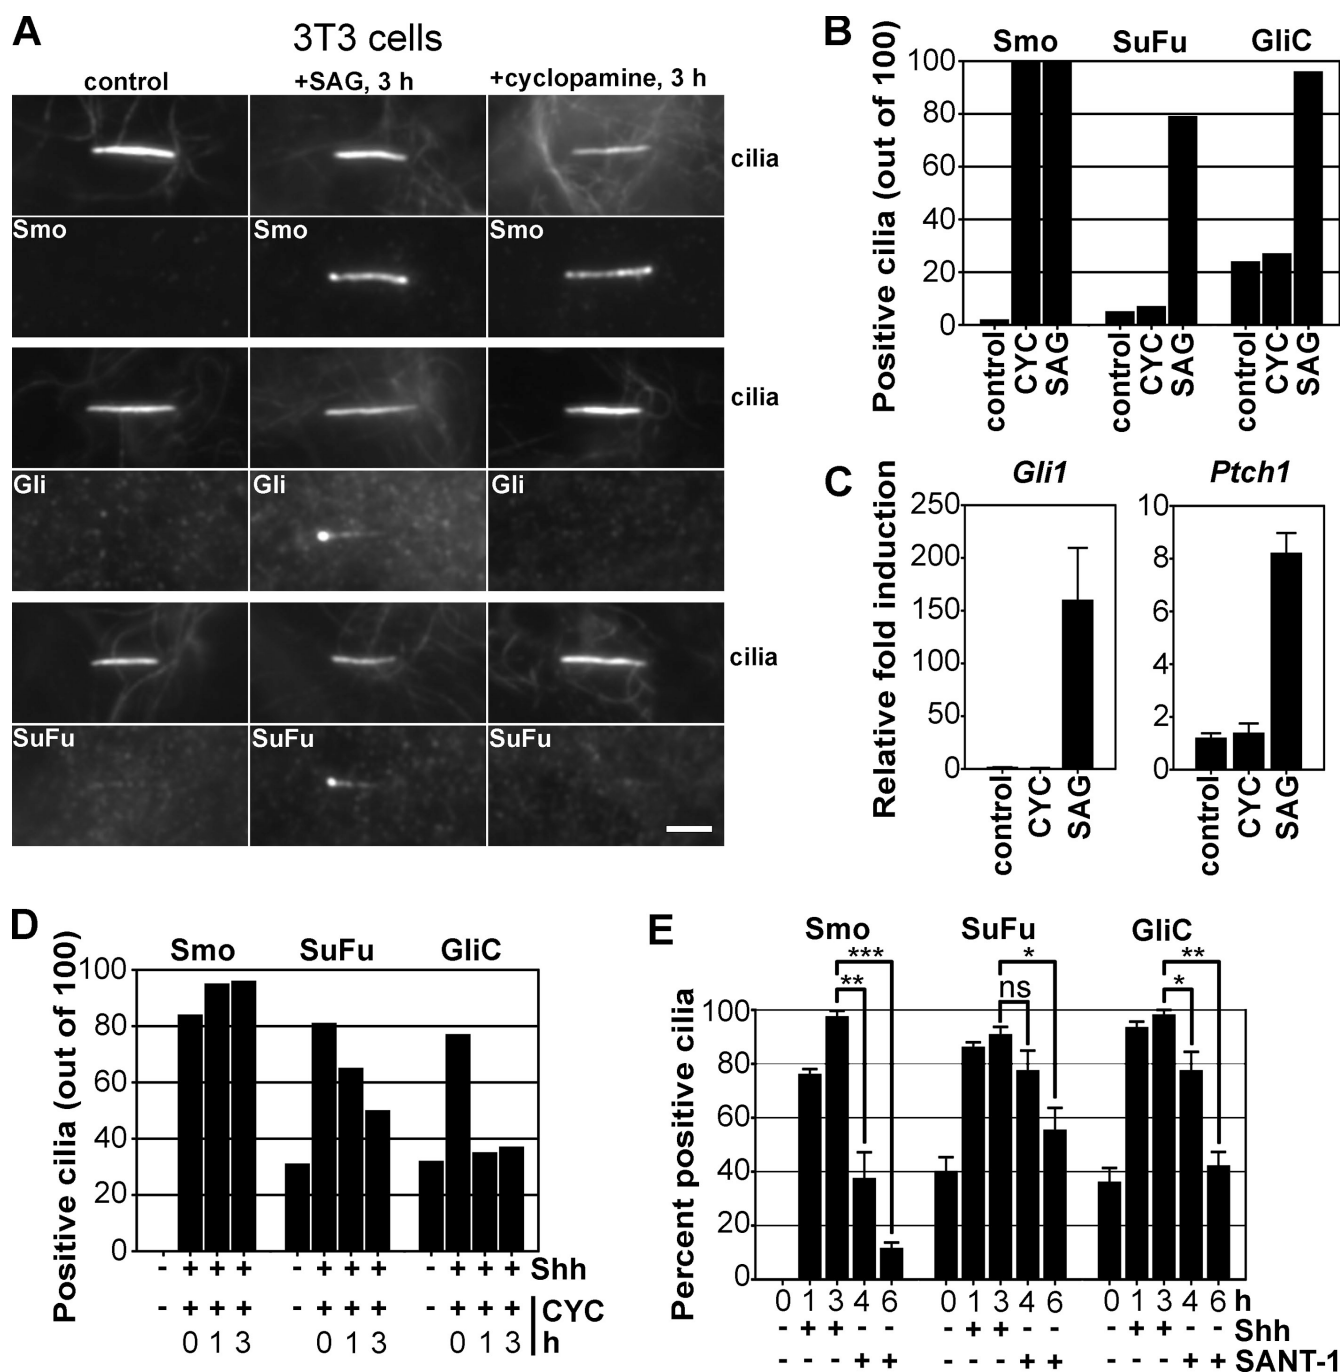 A
3T3 cells
control
+SAG, 3 h
+cyclopamine, 3 h
cilia
Smo
Smo
Smo
cilia
Gli
Gli
Gli
cilia
SuFu
SuFu
SuFu
B
Smo SuFu GliC
Positive cilia (out of 100)
100
80
60
40
20
0
control CYC SAG control CYC SAG control CYC SAG
C
Gli1
Relative fold induction
250
200
150
100
50
0
control CYC SAG
Ptch1
10
8
6
4
2
0
control CYC SAG
D
Smo SuFu GliC
Positive cilia (out of 100)
100
80
60
40
20
0
- + + + - + + + - + + + Shh
- + + + - + + + - + + + CYC
0 1 3 0 1 3 0 1 3 h
E
Smo SuFu GliC
*** * **
** ns *
Percent positive cilia
100
80
60
40
20
0
0 1 3 4 6 0 1 3 4 6 0 1 3 4 6 h
- + + - - - + + - - - + + - - Shh
- - - + + - - - + + - - - + + SANT-1